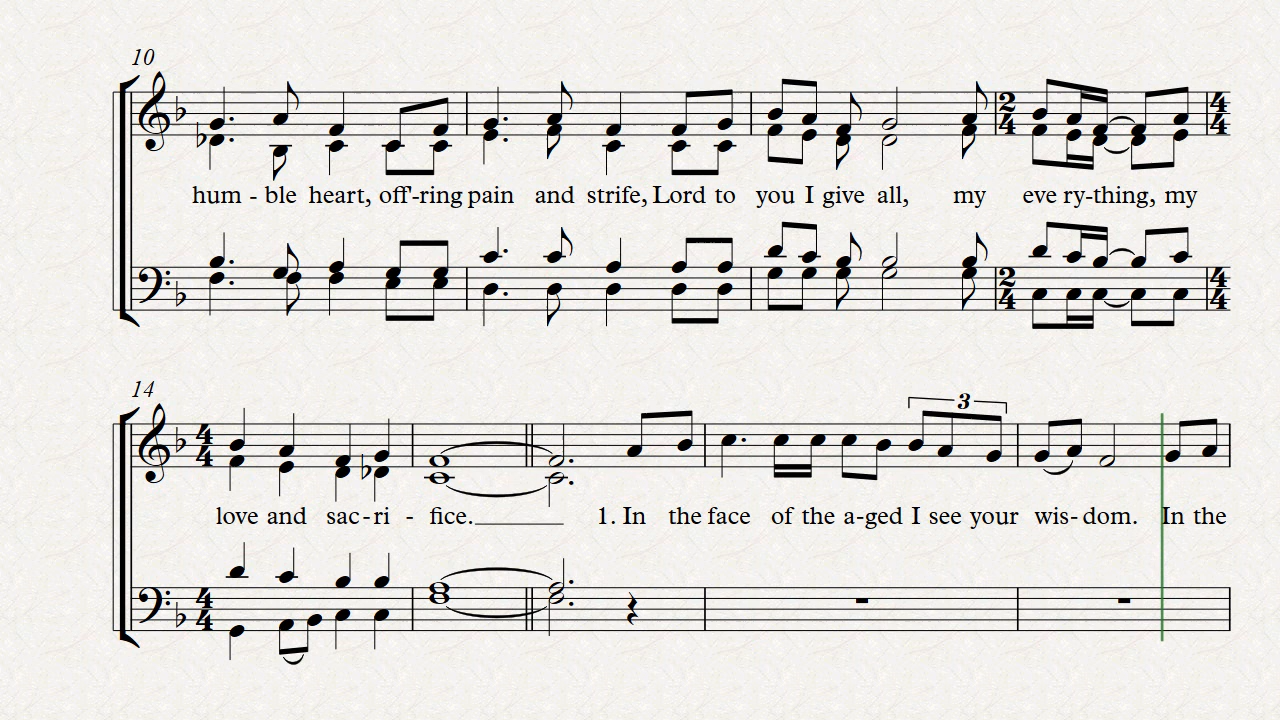 10
hum - ble heart, off'-ring pain and strife, Lord to you I give all, my eve ry-thing, my
14
love and sac-ri - fice.______ 1. In the face of the a-ged I see your wis-dom. In the
3